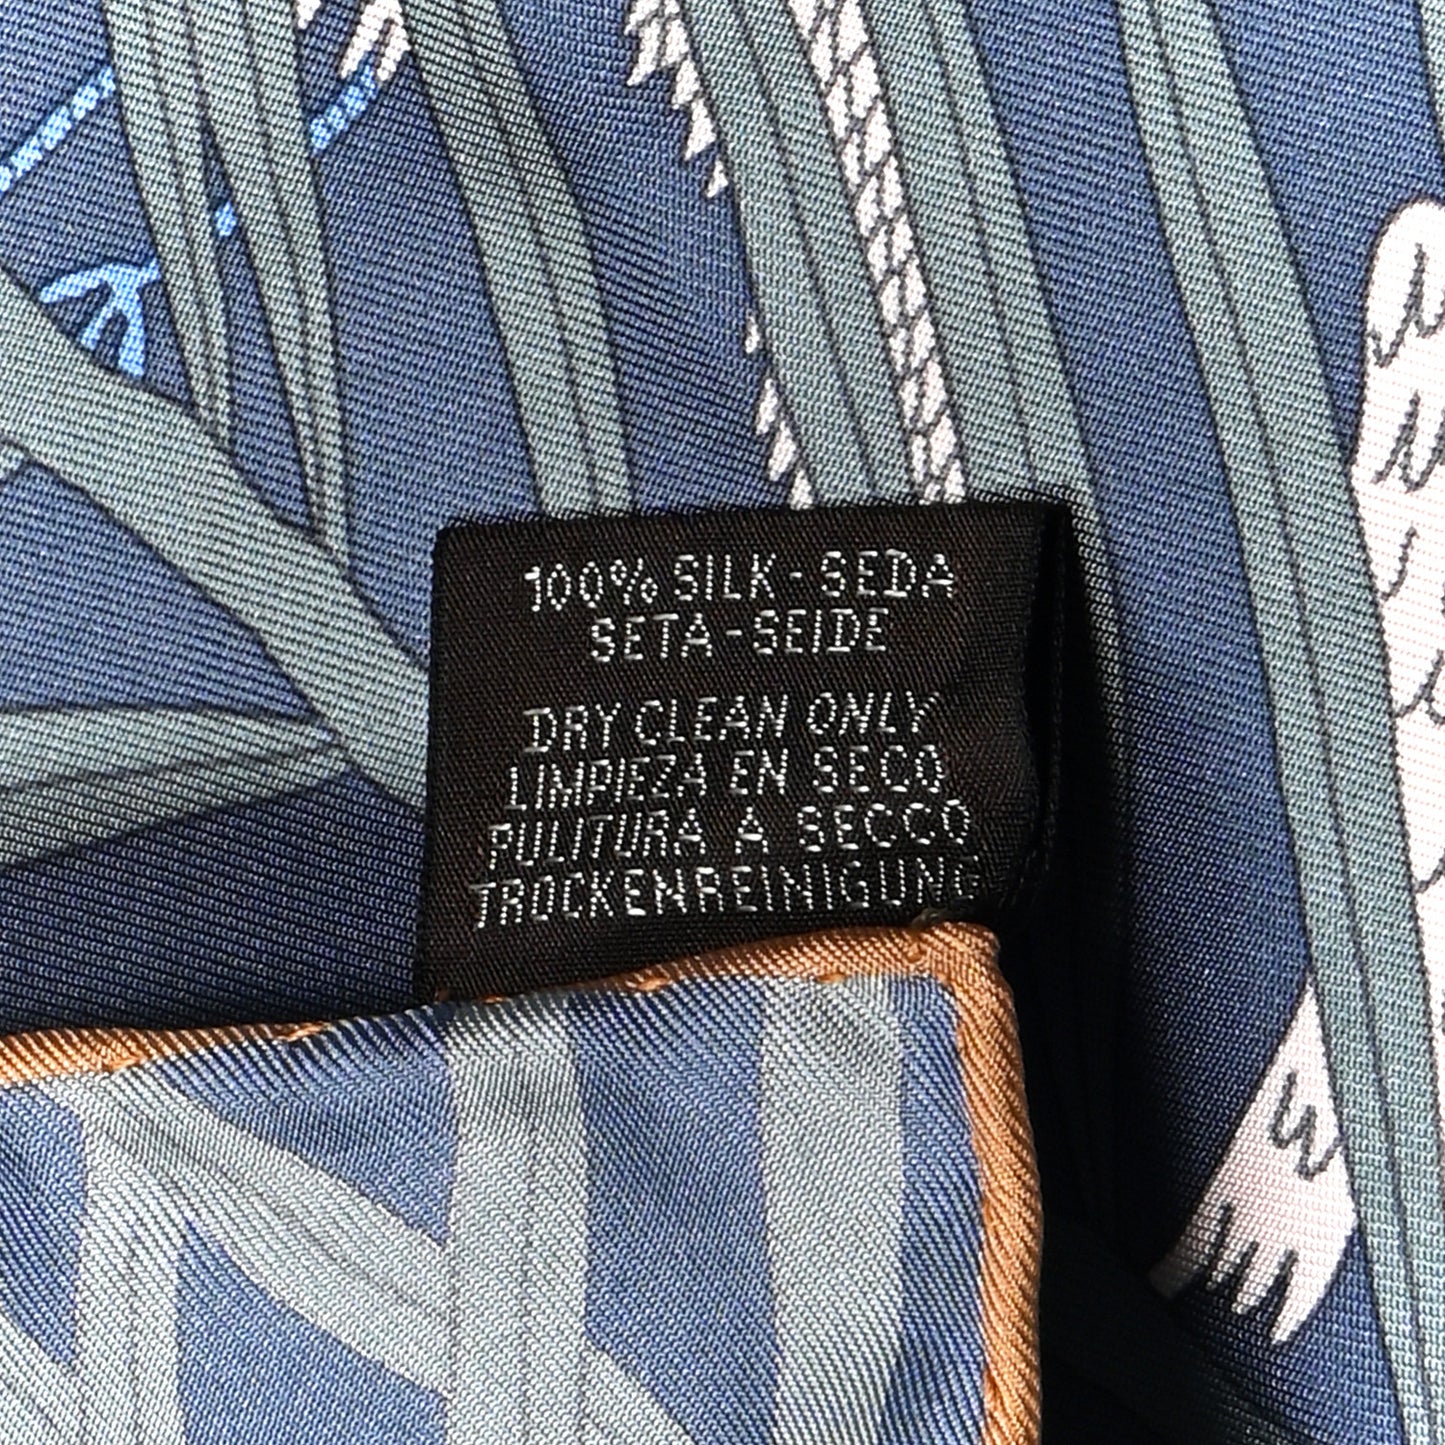 100% SILK-SEDA
SETA-SEIDE
DRY CLEAN ONLY
LIMPIEZA EN SECO
PULITURA A SECCO
TROCKENREINIGUNG